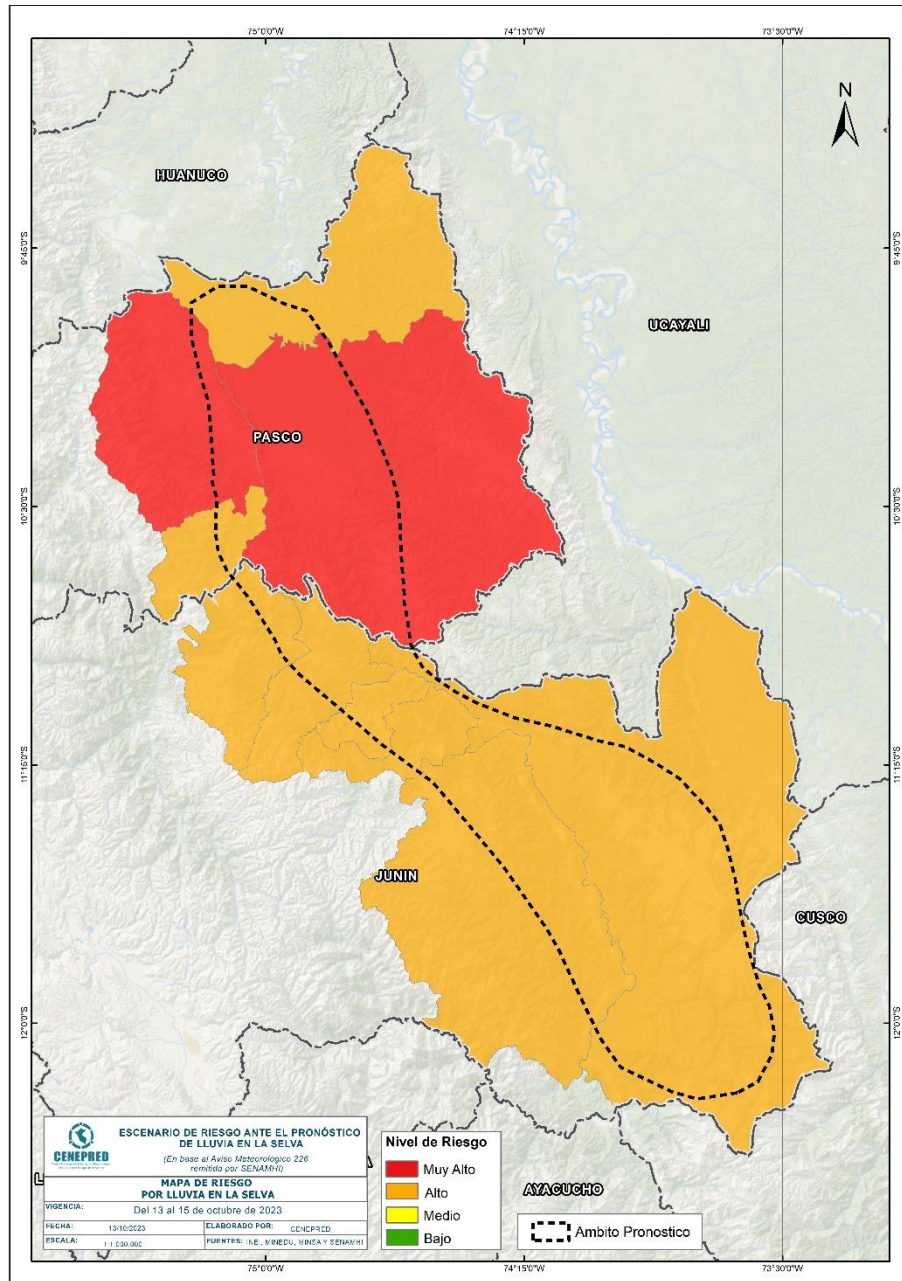 75°0'0"W 74°15'0"W 73°30'0"W
N
HUANUCO
9°45'0"S 9°45'0"S
UCAYALI
PASCO
10°30'0"S 10°30'0"S
11°15'0"S 11°15'0"S
JUNIN
CUSCO
12°0'0"S 12°0'0"S
CENEPRED
ESCENARIO DE RIESGO ANTE EL PRONÓSTICO
DE LLUVIA EN LA SELVA
(En base al Aviso Meteorológico 226
remitido por SENAMHI)
MAPA DE RIESGO
POR LLUVIA EN LA SELVA
VIGENCIA: Del 13 al 15 de octubre de 2023
FECHA: 13/10/2023 ELABORADO POR: CENEPRED
ESCALA: 1:1,000,000 FUENTES: INEI, MINEDU, MINSA Y SENAMHI
Nivel de Riesgo
Muy Alto
Alto
Medio
Bajo
AYACUCHO
Ambito Pronostico
75°0'0"W 74°15'0"W 73°30'0"W